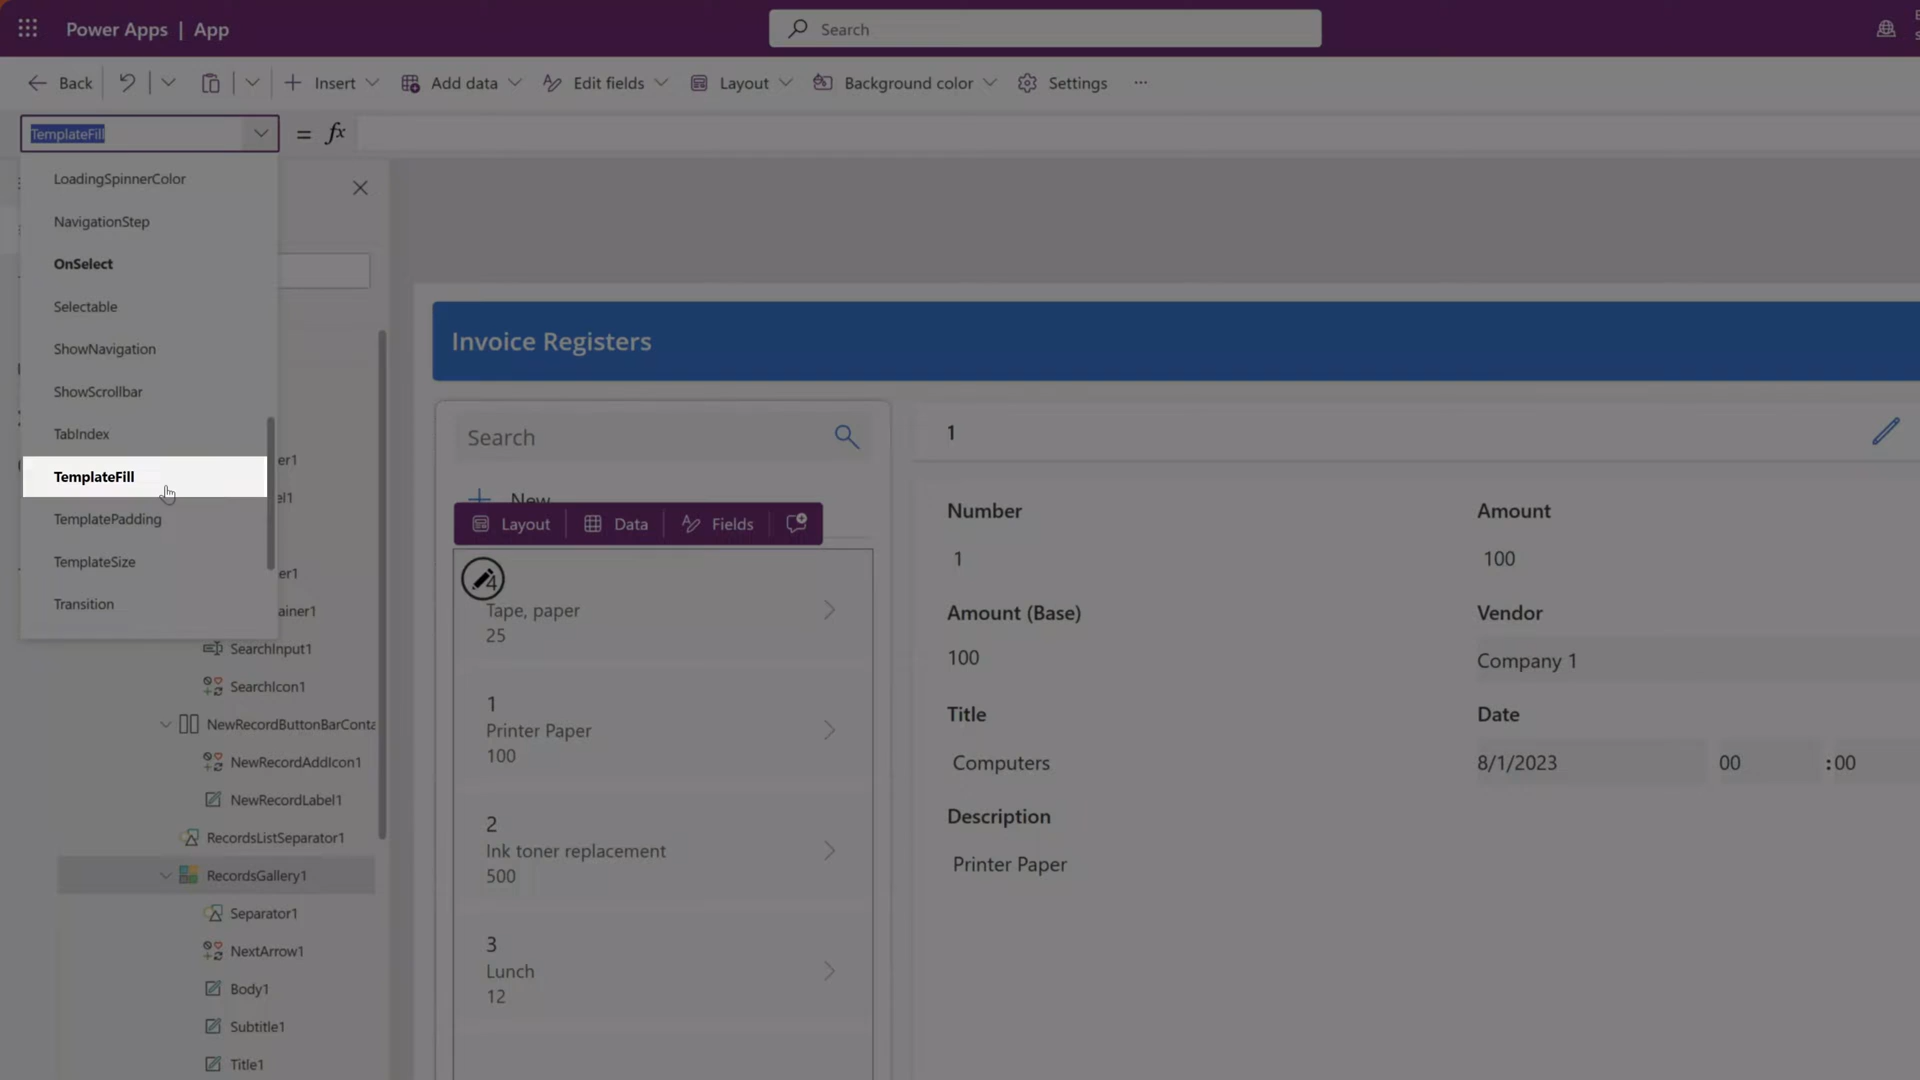 Power Apps | App
Search
Back
Insert
Add data
Edit fields
Layout
Background color
Settings
...
TemplateFill
= fx
LoadingSpinnerColor
NavigationStep
OnSelect
Selectable
ShowNavigation
ShowScrollbar
TabIndex
TemplateFill
TemplatePadding
TemplateSize
Transition
er1
el1
er1
ainer1
SearchInput1
SearchIcon1
NewRecordButtonBarConta
NewRecordAddIcon1
NewRecordLabel1
RecordsListSeparator1
RecordsGallery1
Separator1
NextArrow1
Body1
Subtitle1
Title1
Invoice Registers
Search
New
Layout
Data
Fields
4
Tape, paper
25
1
Printer Paper
100
2
Ink toner replacement
500
3
Lunch
12
1
Number
Amount
1
100
Amount (Base)
Vendor
100
Company 1
Title
Date
Computers
8/1/2023
00
:00
Description
Printer Paper